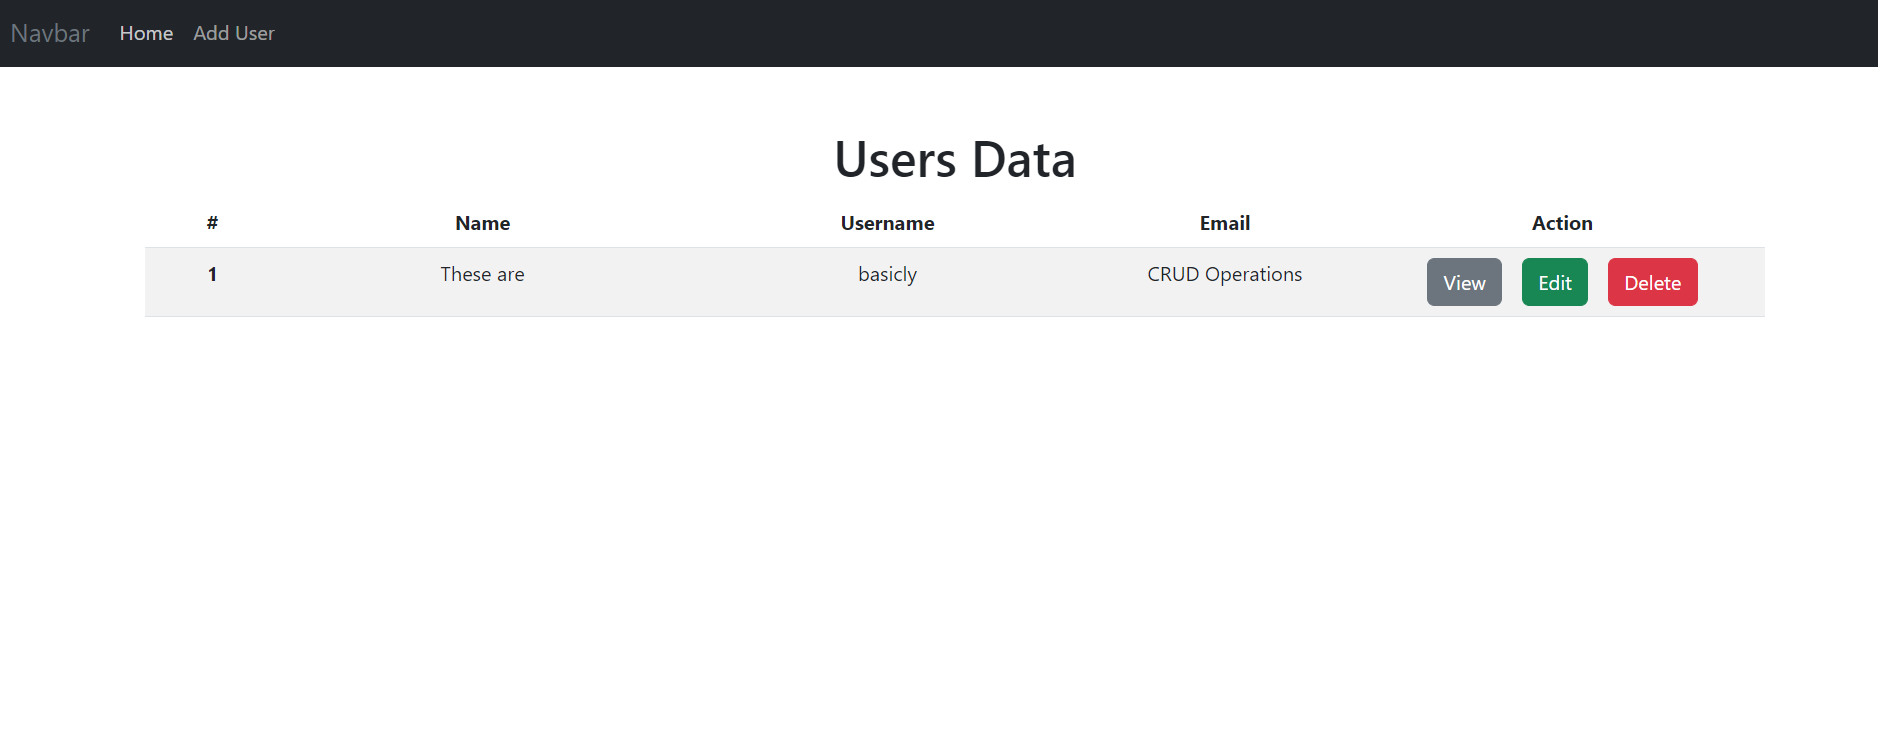 Navbar Home Add User
Users Data
# Name Username Email Action
1 These are basicly CRUD Operations View Edit Delete